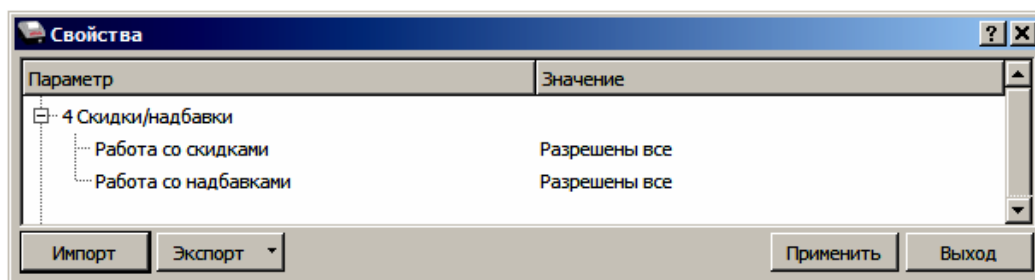 Свойства
Параметр Значение
4 Скидки/надбавки
Работа со скидками Разрешены все
Работа со надбавками Разрешены все
Импорт Экспорт Применить Выход